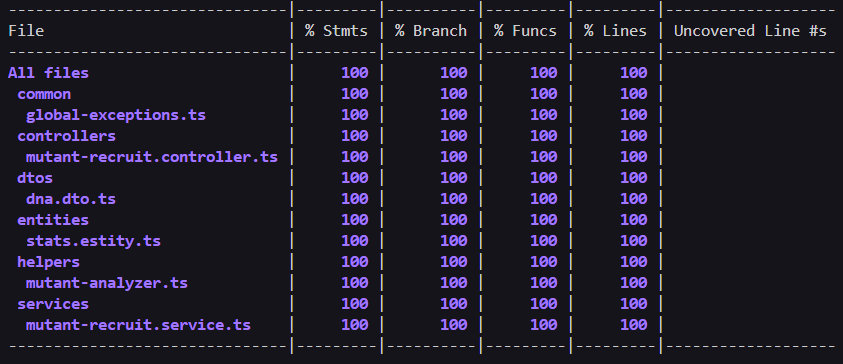 -------------------------------|---------|----------|---------|---------|-------------------
File                           | % Stmts | % Branch | % Funcs | % Lines | Uncovered Line #s
-------------------------------|---------|----------|---------|---------|-------------------
All files                      |     100 |      100 |     100 |     100 |
 common                        |     100 |      100 |     100 |     100 |
  global-exceptions.ts         |     100 |      100 |     100 |     100 |
 controllers                   |     100 |      100 |     100 |     100 |
  mutant-recruit.controller.ts |     100 |      100 |     100 |     100 |
 dtos                          |     100 |      100 |     100 |     100 |
  dna.dto.ts                   |     100 |      100 |     100 |     100 |
 entities                      |     100 |      100 |     100 |     100 |
  stats.estity.ts              |     100 |      100 |     100 |     100 |
 helpers                       |     100 |      100 |     100 |     100 |
  mutant-analyzer.ts           |     100 |      100 |     100 |     100 |
 services                      |     100 |      100 |     100 |     100 |
  mutant-recruit.service.ts    |     100 |      100 |     100 |     100 |
-------------------------------|---------|----------|---------|---------|-------------------